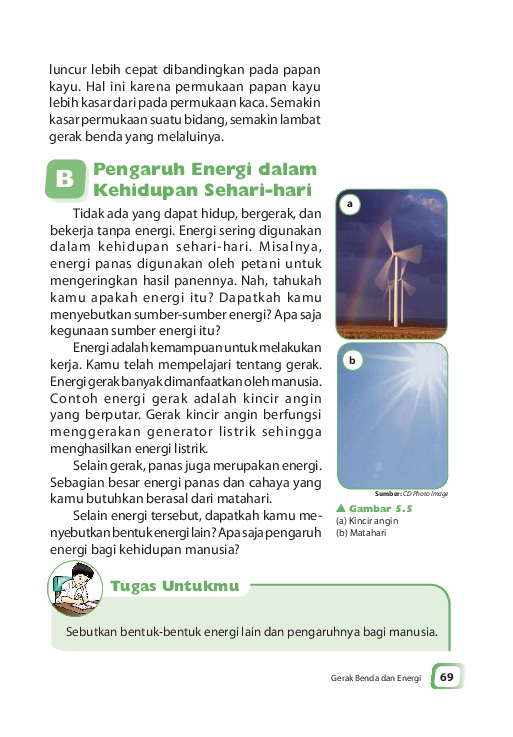 luncur lebih cepat dibandingkan pada papan
kayu. Hal ini karena permukaan papan kayu
lebih kasar dari pada permukaan kaca. Semakin
kasar permukaan suatu bidang, semakin lambat
gerak benda yang melaluinya.
B
Pengaruh Energi dalam
Kehidupan Sehari-hari
Tidak ada yang dapat hidup, bergerak, dan
bekerja tanpa energi. Energi sering digunakan
dalam kehidupan sehari-hari. Misalnya,
energi panas digunakan oleh petani untuk
mengeringkan hasil panennya. Nah, tahukah
kamu apakah energi itu? Dapatkah kamu
menyebutkan sumber-sumber energi? Apa saja
kegunaan sumber energi itu?
Energi adalah kemampuan untuk melakukan
kerja. Kamu telah mempelajari tentang gerak.
Energi gerak banyak dimanfaatkan oleh manusia.
Contoh energi gerak adalah kincir angin
yang berputar. Gerak kincir angin berfungsi
menggerakan generator listrik sehingga
menghasilkan energi listrik.
Selain gerak, panas juga merupakan energi.
Sebagian besar energi panas dan cahaya yang
kamu butuhkan berasal dari matahari.
Selain energi tersebut, dapatkah kamu me-
nyebutkan bentuk energi lain? Apa saja pengaruh
energi bagi kehidupan manusia?
a
b
Sumber: CD Photo Image
▲ Gambar 5.5
(a) Kincir angin
(b) Matahari
Tugas Untukmu
Sebutkan bentuk-bentuk energi lain dan pengaruhnya bagi manusia.
Gerak Benda dan Energi 69